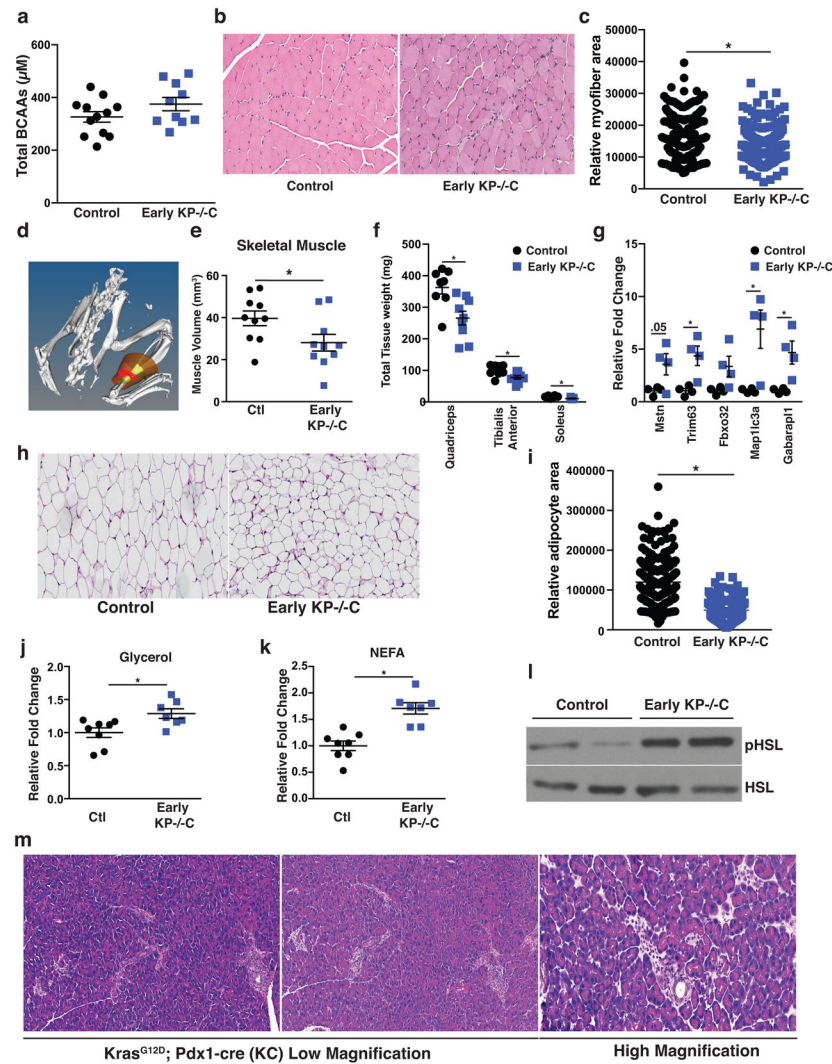 a
Total BCAAs (µM)
600
400
200
0
Control
Early KP-/-C
b
Control
Early KP-/-C
c
Relative myofiber area
50000
40000
30000
20000
10000
0
*
Control
Early KP-/-C
d
e
Skeletal Muscle
Muscle Volume (mm³)
60
40
20
0
*
Ctl
Early
KP-/-C
f
Total Tissue weight (mg)
500
400
300
200
100
0
Control
Early KP-/-C
*
*
*
Quadriceps
Tibialis
Anterior
Soleus
g
Relative Fold Change
15
10
5
0
Control
Early KP-/-C
.05
*
*
*
Mstn
Trim63
Fbxo32
Map1lc3a
Gabarapl1
h
Control
Early KP-/-C
i
Relative adipocyte area
400000
300000
200000
100000
0
*
Control
Early KP-/-C
j
Glycerol
Relative Fold Change
2.0
1.5
1.0
0.5
0.0
*
Ctl
Early
KP-/-C
k
NEFA
Relative Fold Change
2.5
2.0
1.5
1.0
0.5
0.0
*
Ctl
Early
KP-/-C
l
Control
Early KP-/-C
pHSL
HSL
m
Kras^G12D; Pdx1-cre (KC) Low Magnification
High Magnification